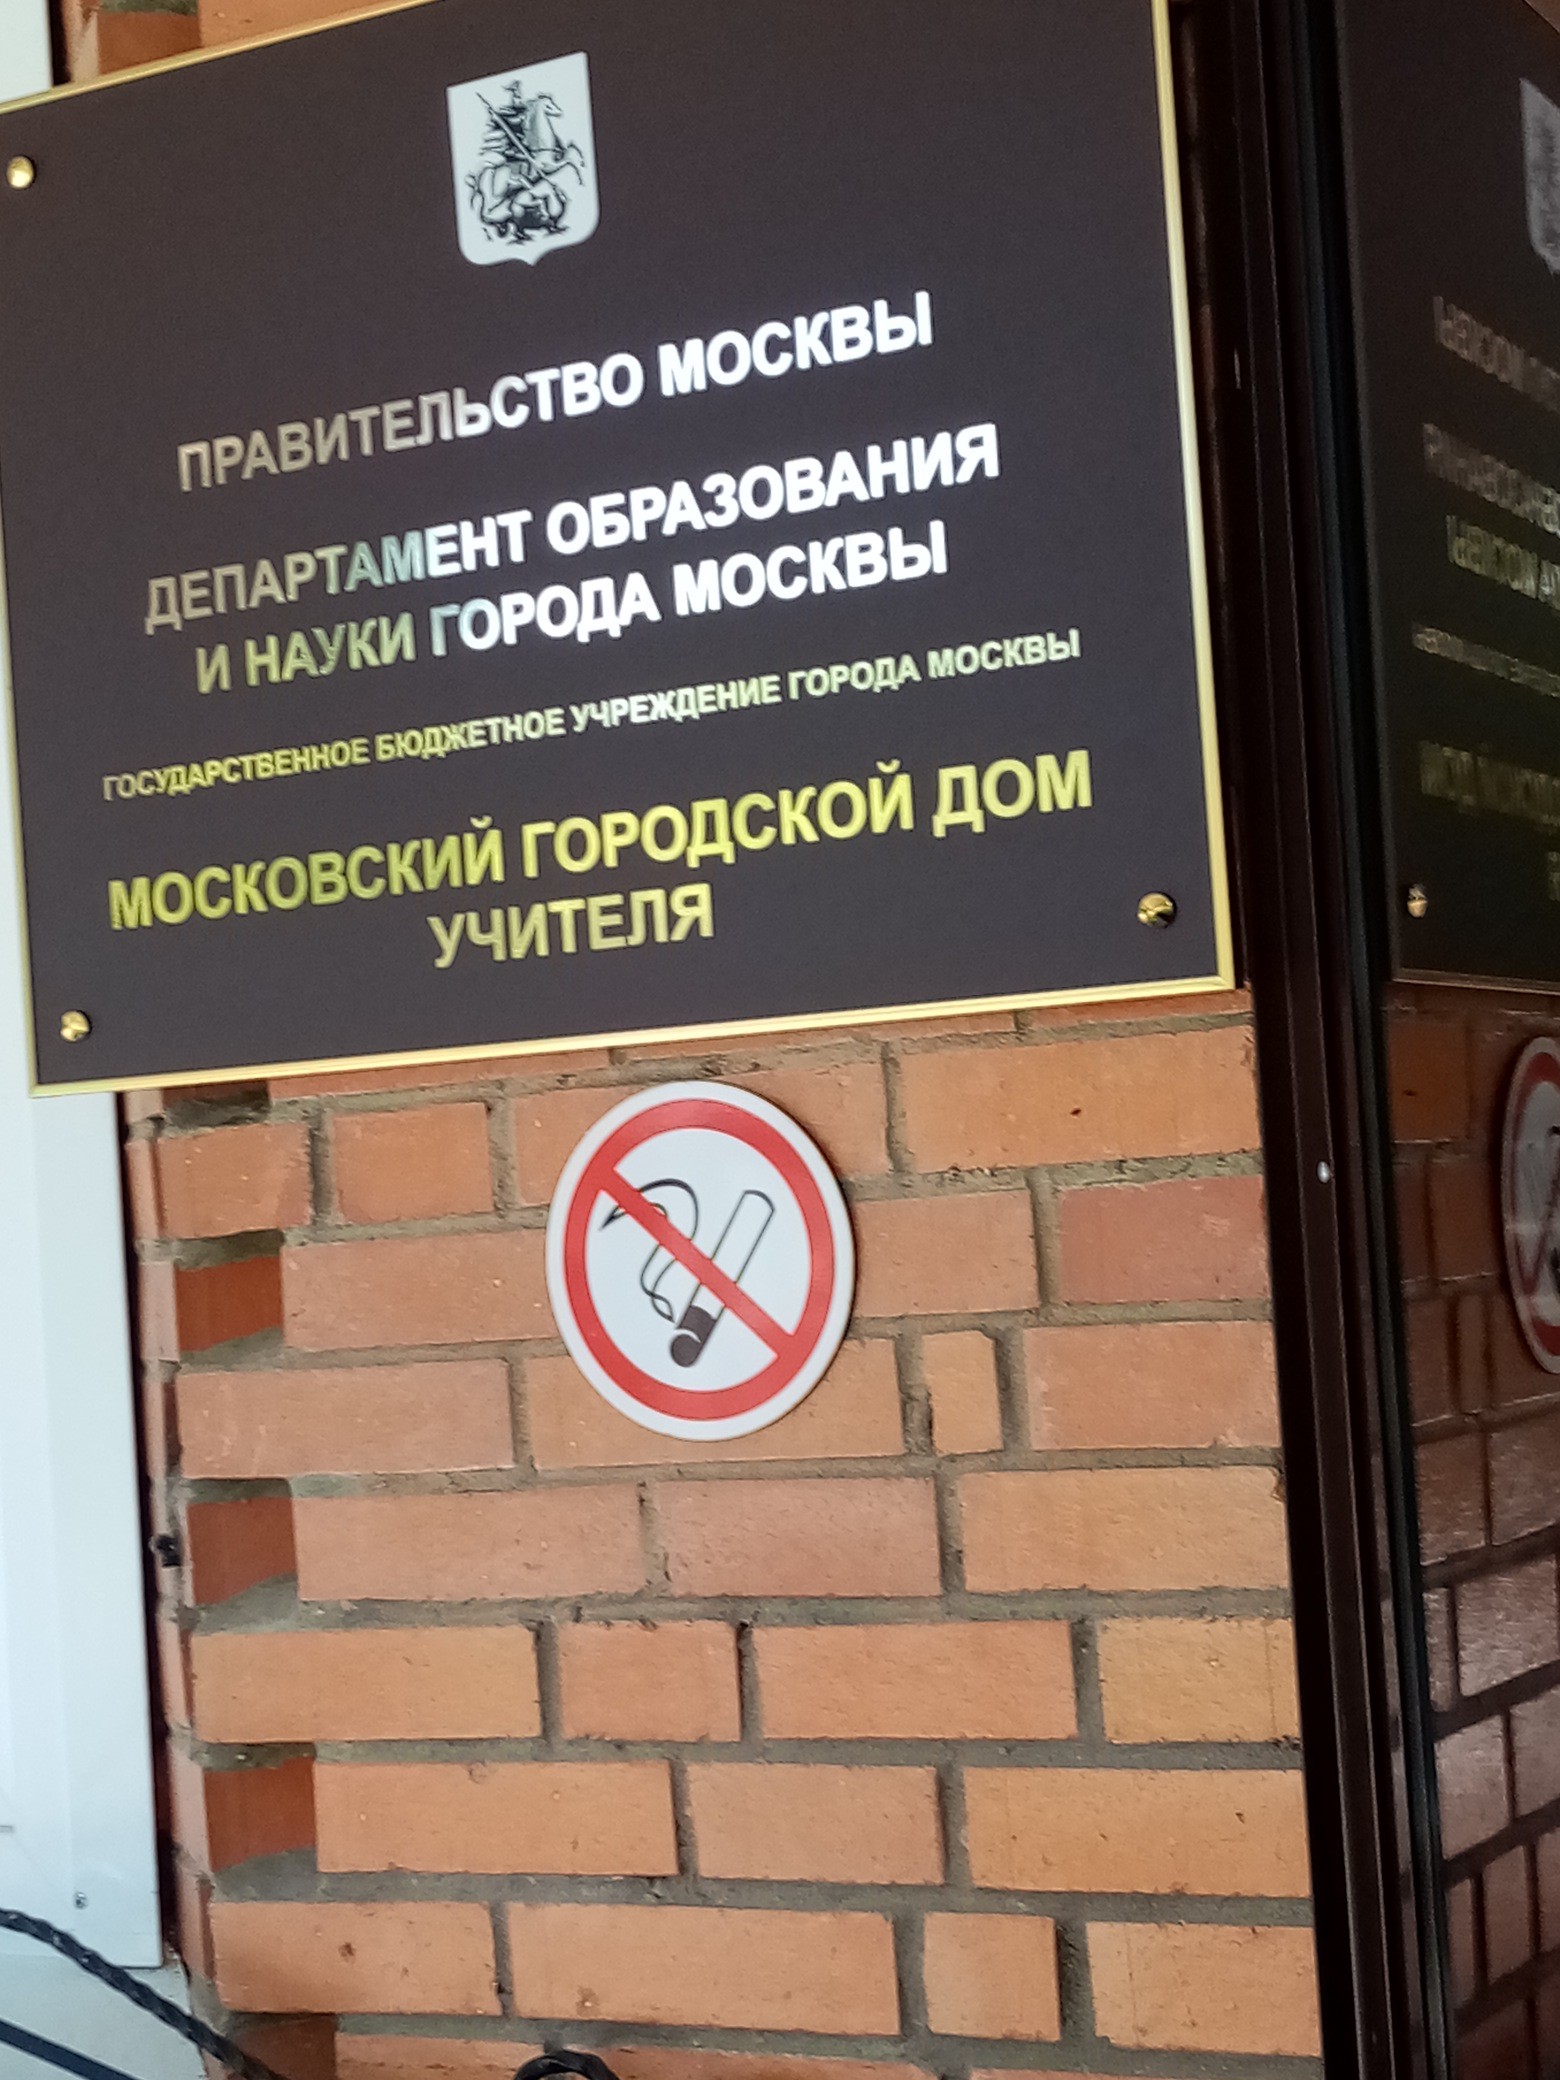 ПРАВИТЕЛЬСТВО МОСКВЫ
ДЕПАРТАМЕНТ ОБРАЗОВАНИЯ
И НАУКИ ГОРОДА МОСКВЫ
ГОСУДАРСТВЕННОЕ БЮДЖЕТНОЕ УЧРЕЖДЕНИЕ ГОРОДА МОСКВЫ
МОСКОВСКИЙ ГОРОДСКОЙ ДОМ
УЧИТЕЛЯ